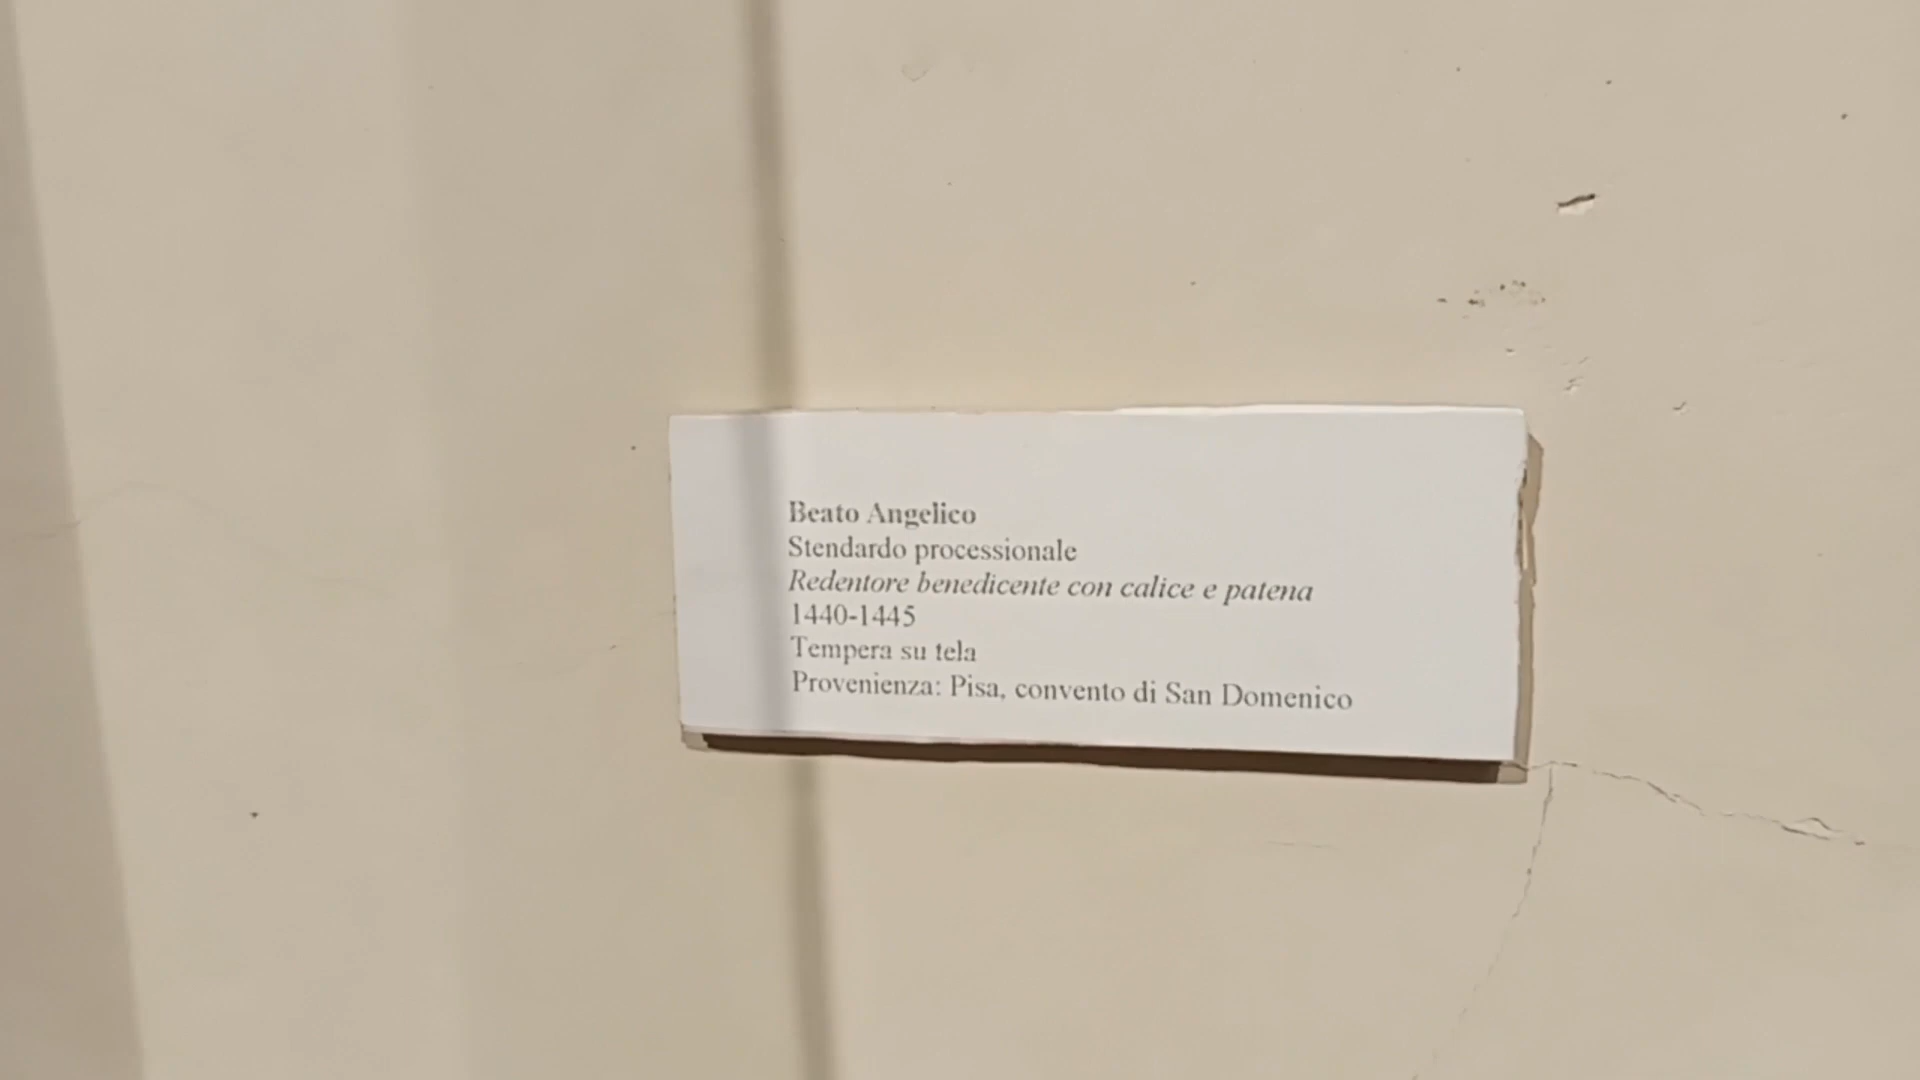 Beato Angelico
Stendardo processionale
Redentore benedicente con calice e patena
1440-1445
Tempera su tela
Provenienza: Pisa, convento di San Domenico